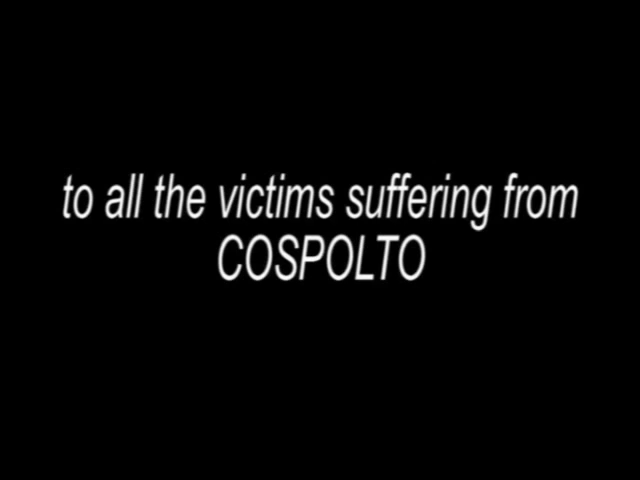 to all the victims suffering from
COSPOLTO